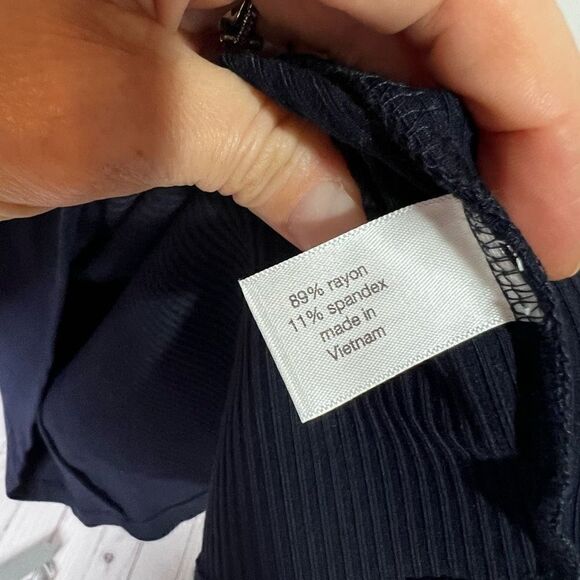 89% rayon
11% spandex
made in
Vietnam